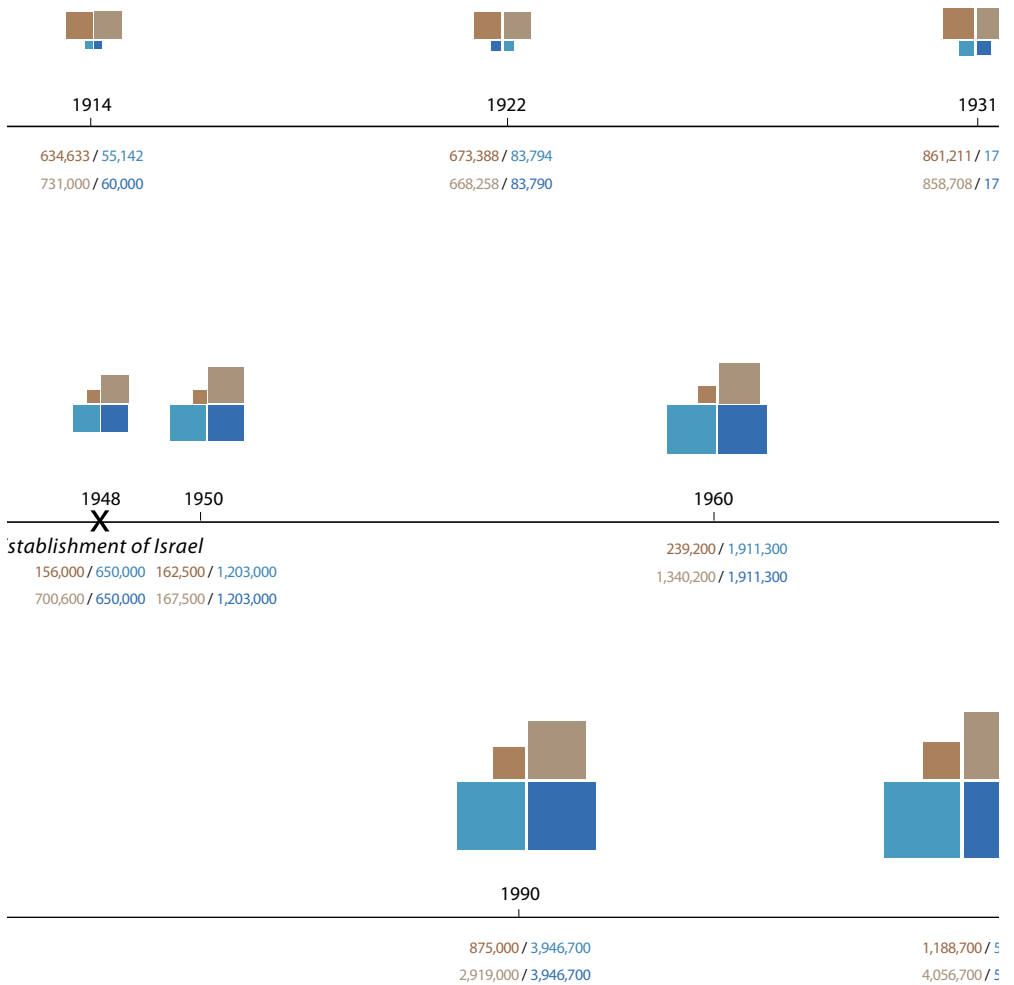 1914 1922 1931
634,633 / 55,142 673,388 / 83,794 861,211 / 17
731,000 / 60,000 668,258 / 83,790 858,708 / 17
1948 1950 1960
X
stablishment of Israel
239,200 / 1,911,300
156,000 / 650,000 162,500 / 1,203,000
1,340,200 / 1,911,300
700,600 / 650,000 167,500 / 1,203,000
1990
875,000 / 3,946,700 1,188,700 / 5
2,919,000 / 3,946,700 4,056,700 / 5